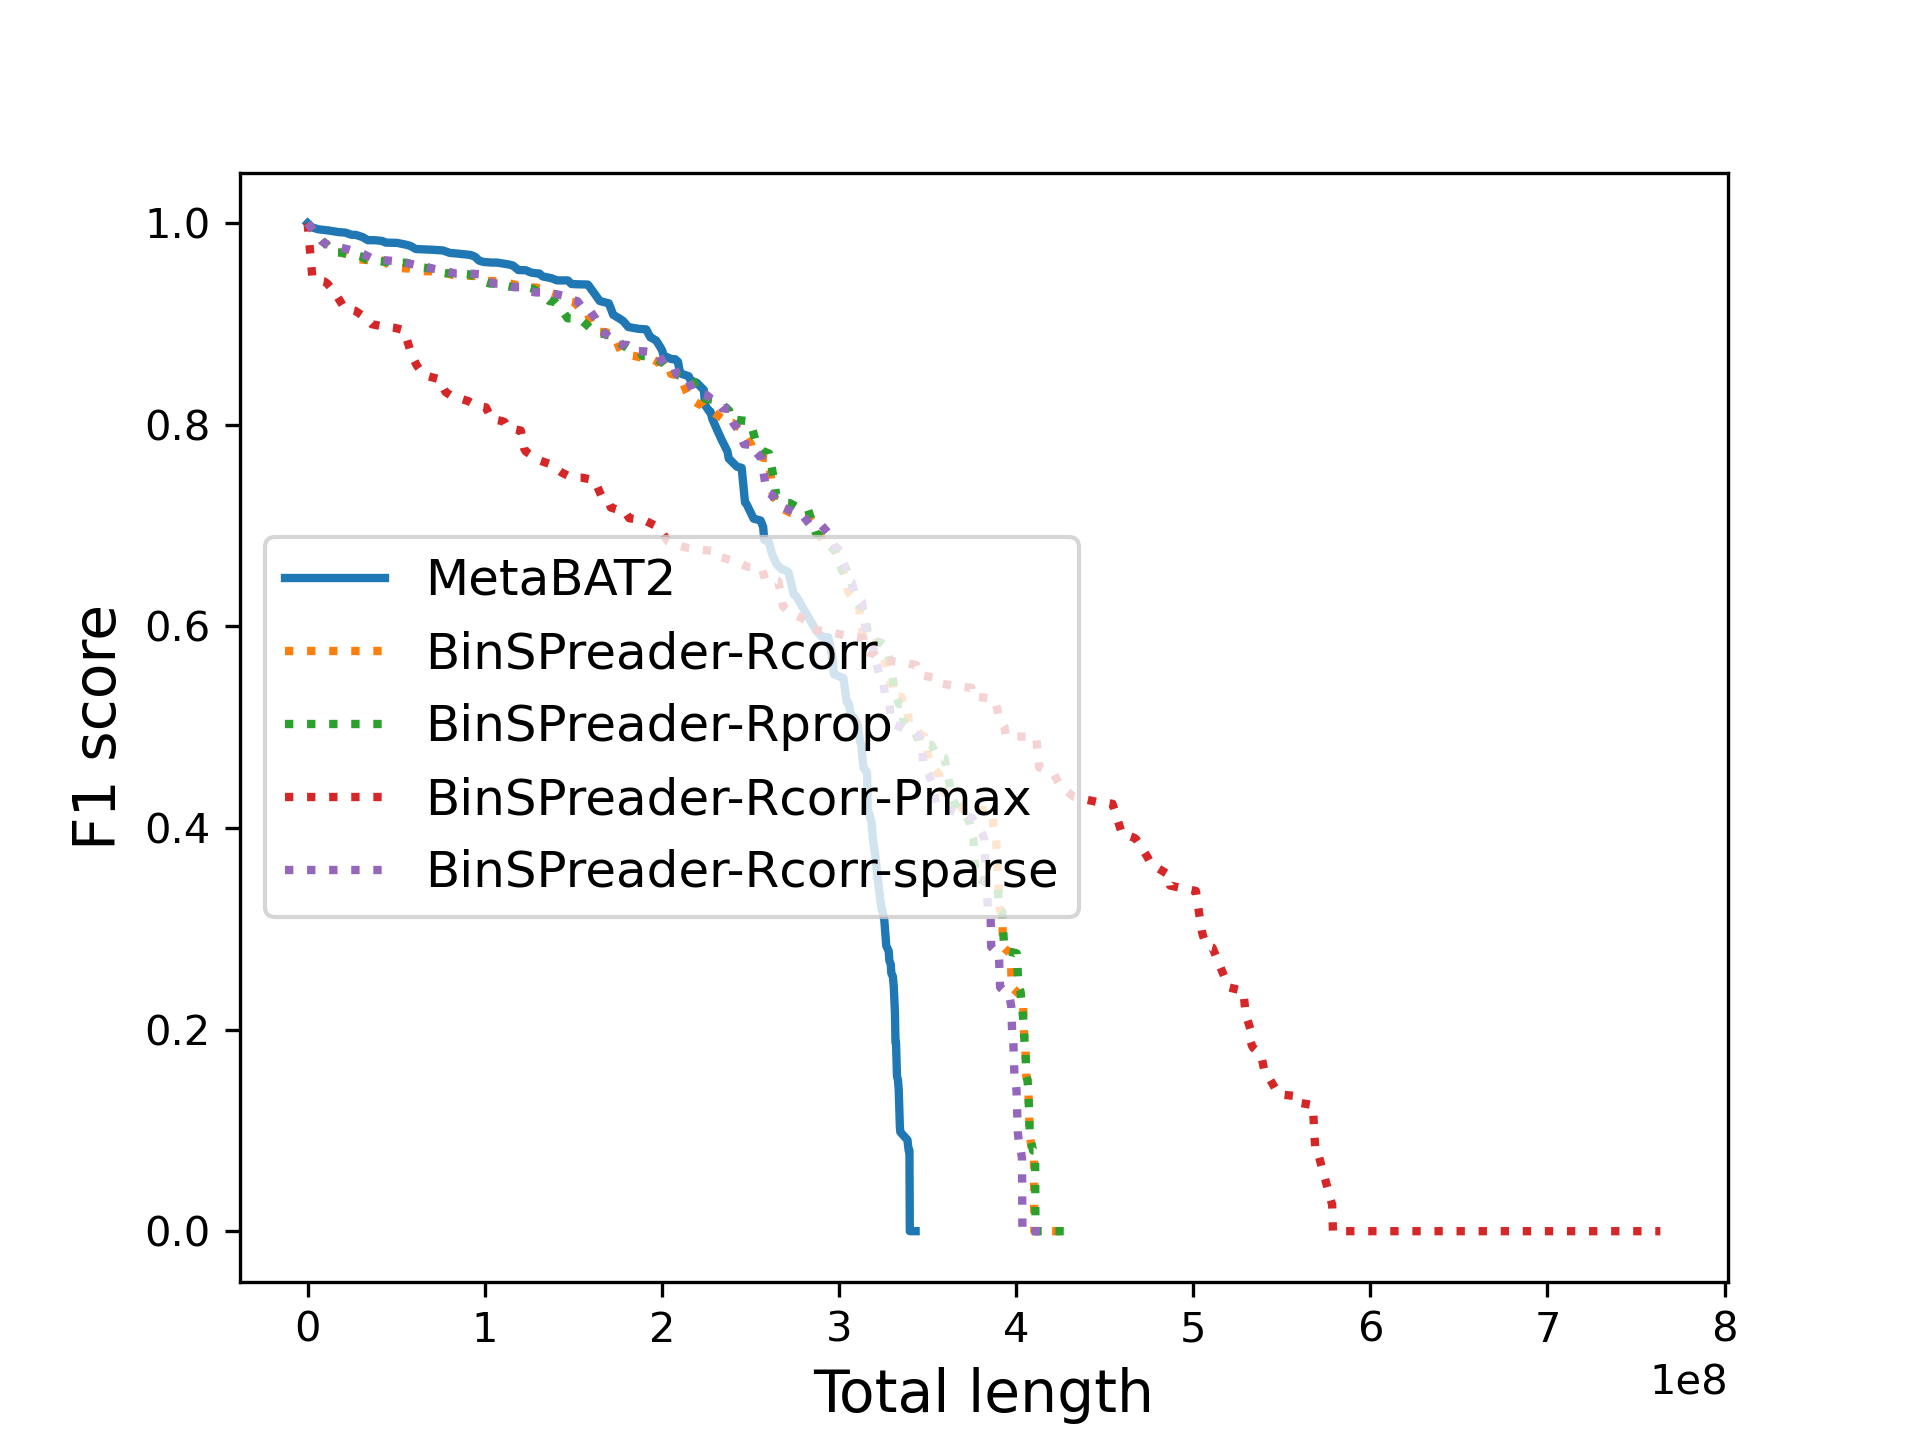 1.0
0.8
0.6
0.4
0.2
0.0
F1 score
MetaBAT2
BinSPreader-Rcorr
BinSPreader-Rprop
BinSPreader-Rcorr-Pmax
BinSPreader-Rcorr-sparse
0 1 2 3 4 5 6 7 8
1e8
Total length